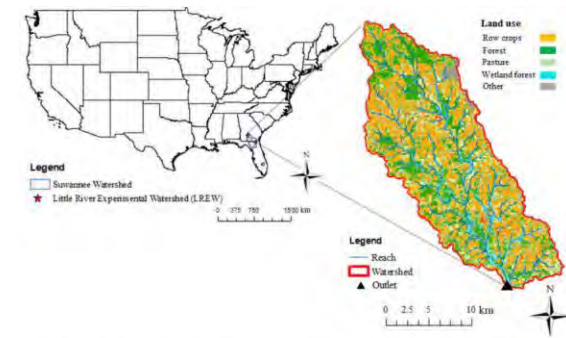 Land use
Row crops
Forest
Pasture
Wetland forest
Other
Legend
Suwannee Watershed
Little River Experimental Watershed (LREW)
N
0 375 750 1500 km
Legend
Reach
Watershed
Outlet
N
0 2.5 5 10 km